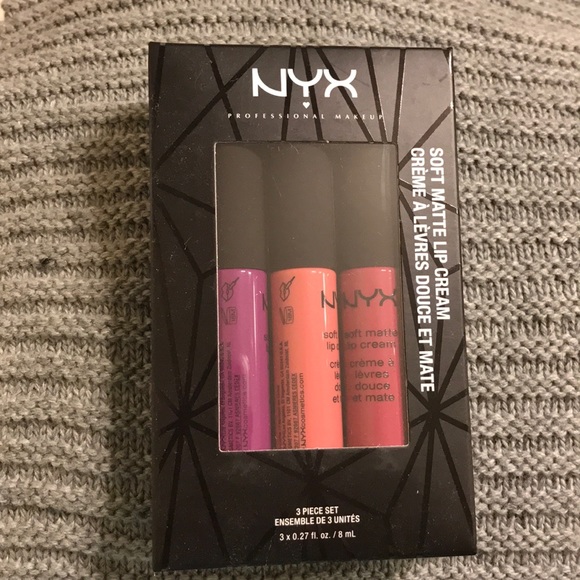 NYX
PROFESSIONAL MAKEUP
SOFT MATTE LIP CREAM
CRÈME À LÈVRES DOUCE ET MATE
NYX
soft matte
lip cream
crème à
lèvres
douce
et mate
3 PIECE SET
ENSEMBLE DE 3 UNITÉS
3 x 0.27 fl. oz. / 8 mL